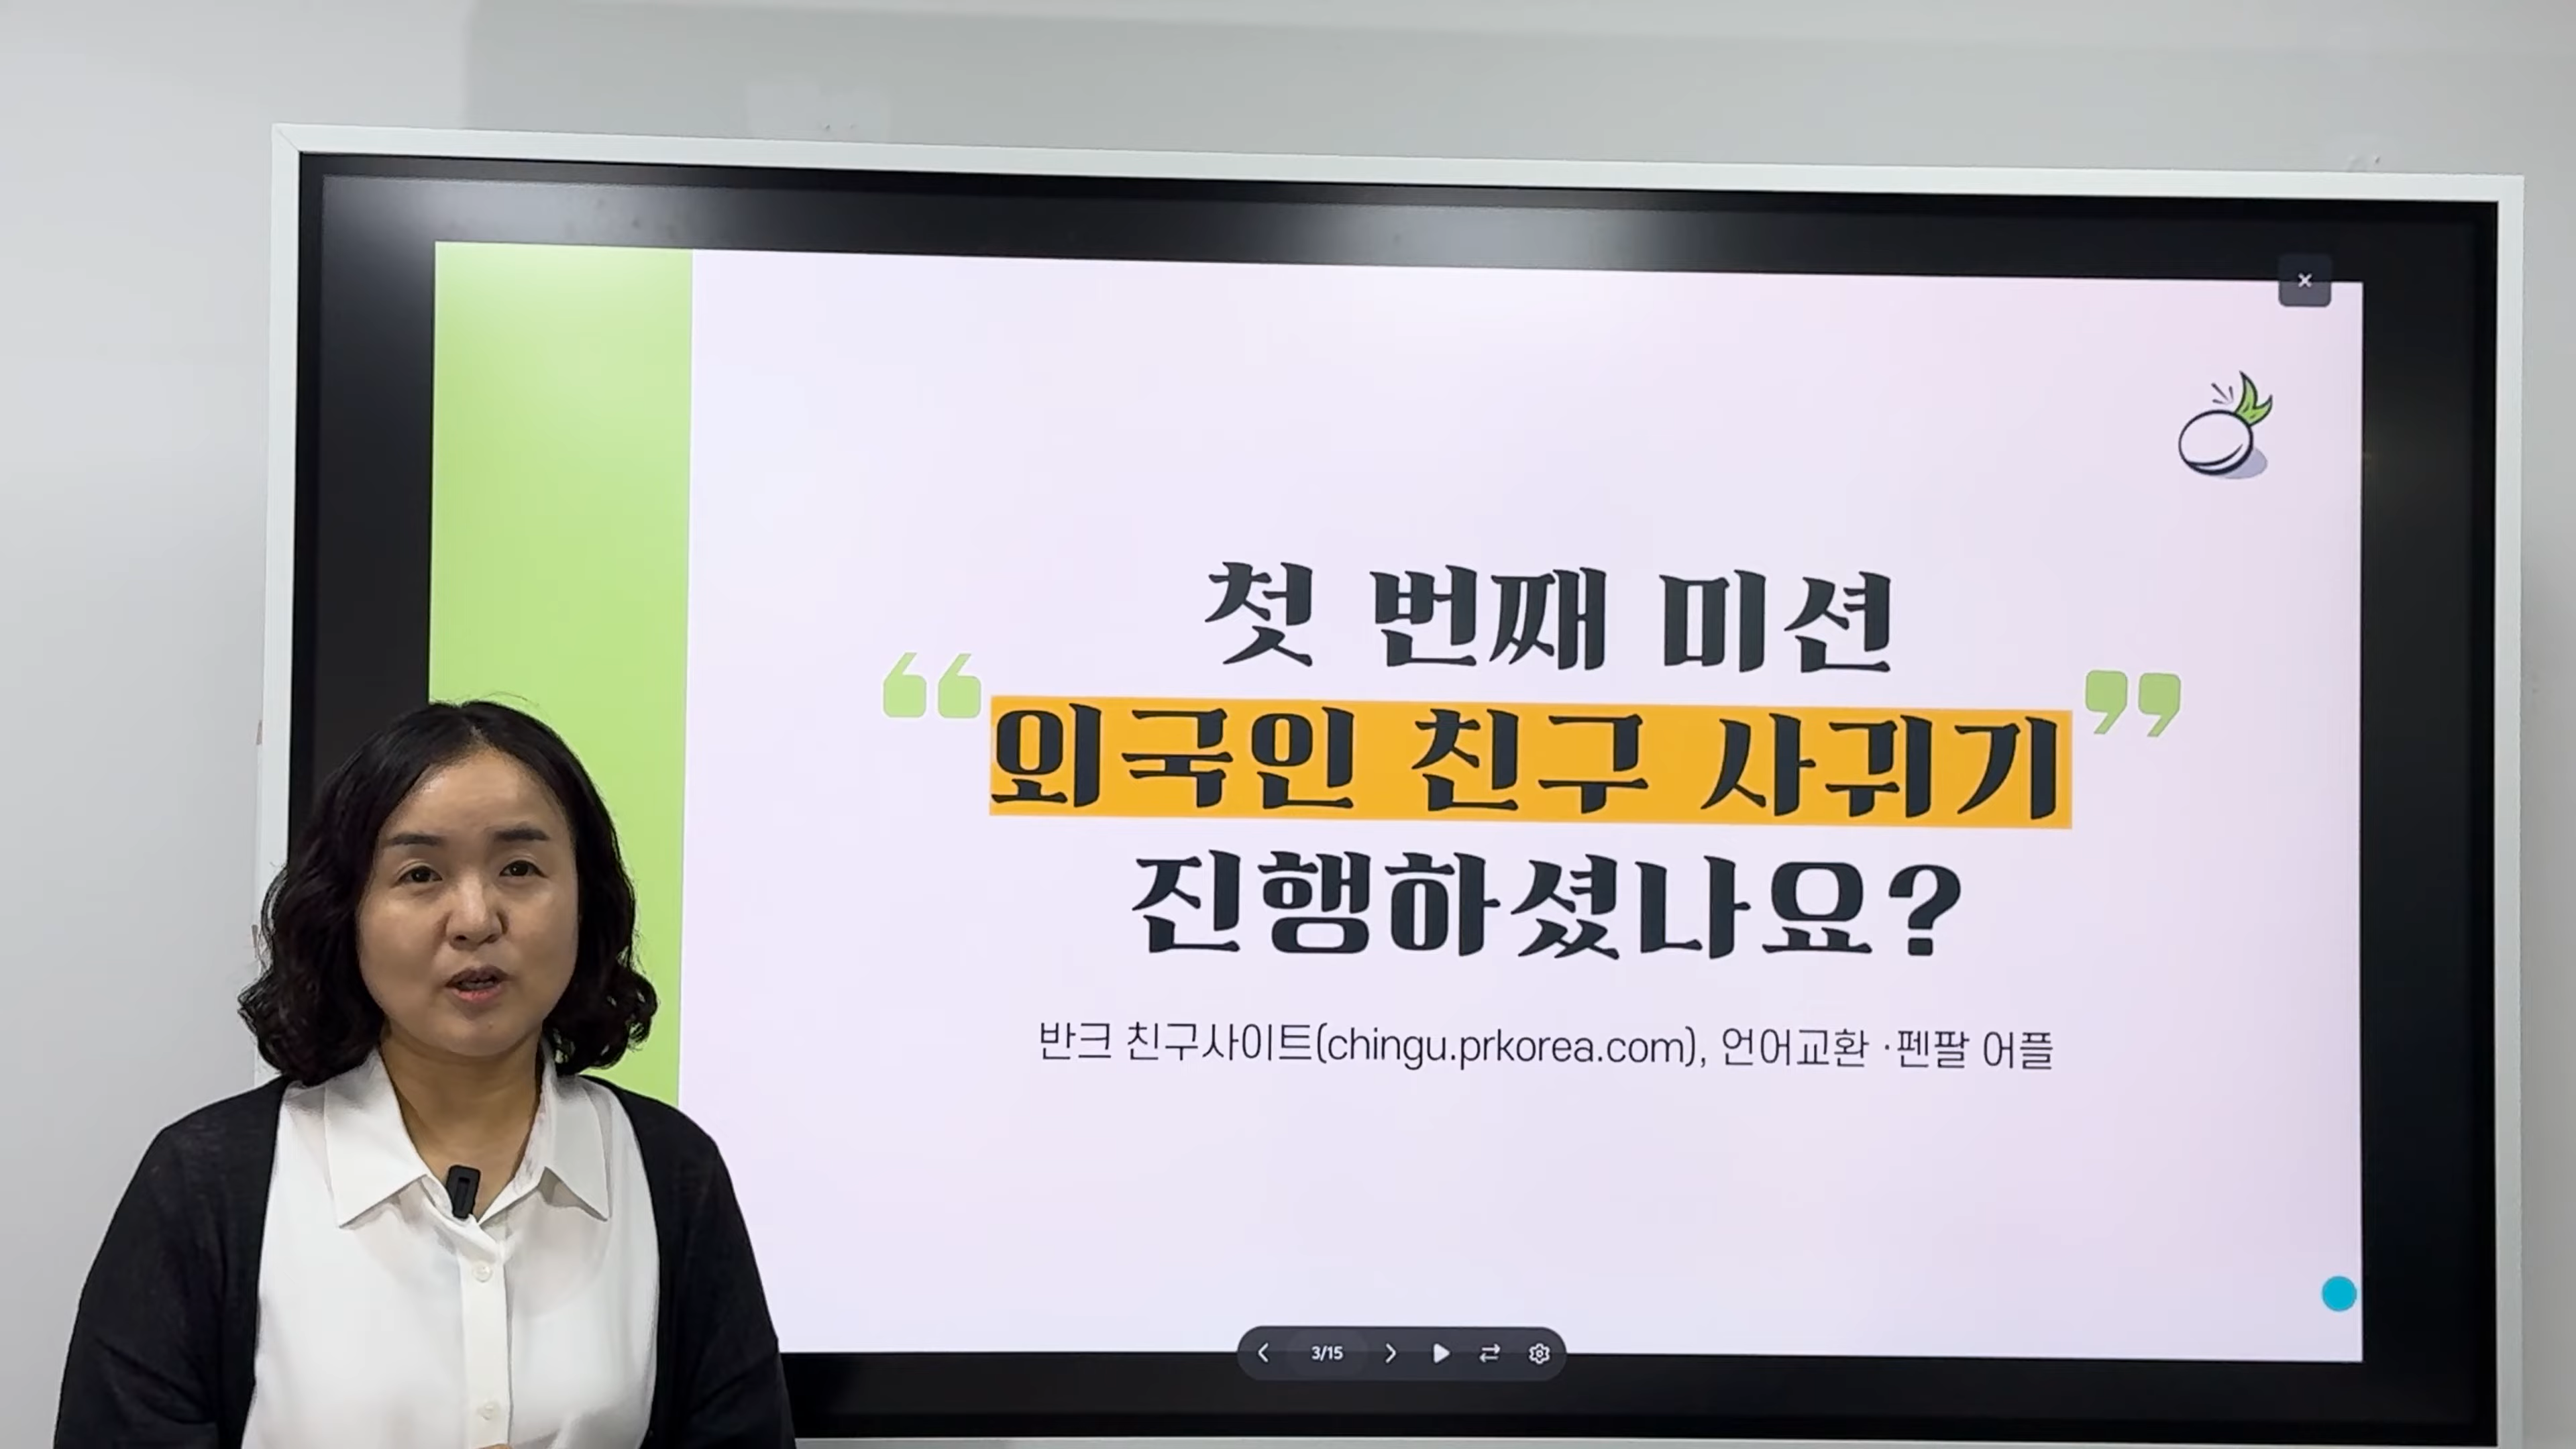 첫 번째 미션
“외국인 친구 사귀기”
진행하셨나요?
반크 친구사이트(chingu.prkorea.com), 언어교환 ·펜팔 어플
3/15